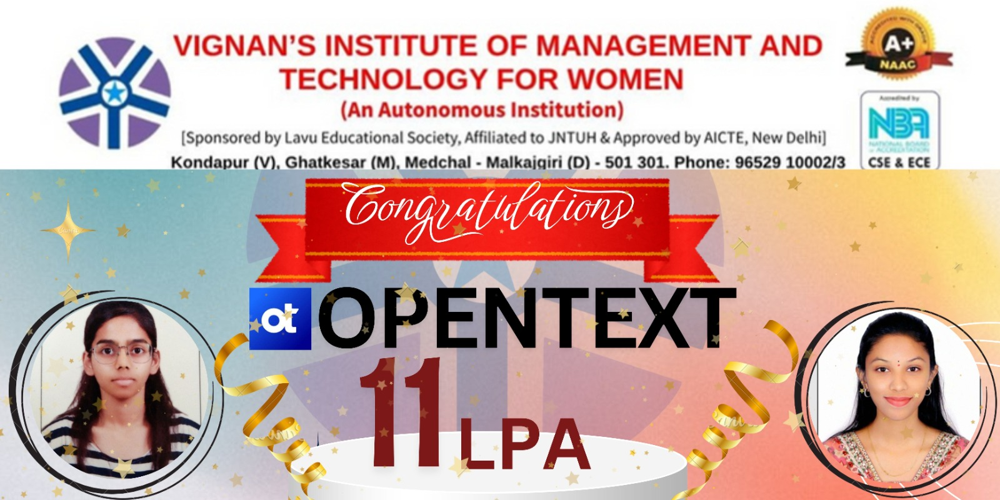 VIGNAN'S INSTITUTE OF MANAGEMENT AND
TECHNOLOGY FOR WOMEN
(An Autonomous Institution)
[Sponsored by Lavu Educational Society, Affiliated to JNTUH & Approved by AICTE, New Delhi]
Kondapur (V), Ghatkesar (M), Medchal - Malkajgiri (D) - 501 301. Phone: 96529 10002/3
ACCREDITED WITH GRADE
A+
NAAC
Accredited by
NBA
NATIONAL BOARD
of ACCREDITATION
CSE & ECE
Congratulations
ot OPENTEXT
11 LPA